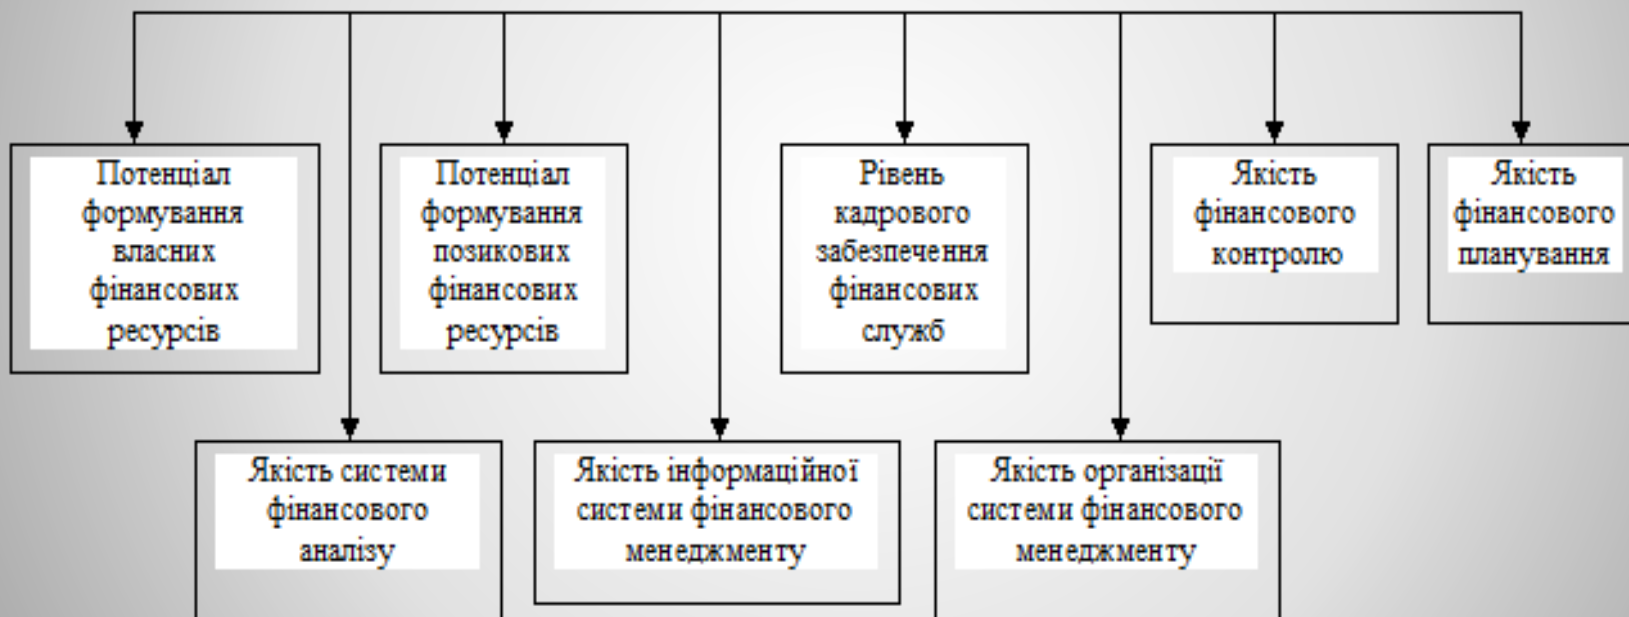 Потенціал
формування
власних
фінансових
ресурсів
Потенціал
формування
позикових
фінансових
ресурсів
Рівень
кадрового
забезпечення
фінансових
служб
Якість
фінансового
контролю
Якість
фінансового
планування
Якість системи
фінансового
аналізу
Якість інформаційної
системи фінансового
менеджменту
Якість організації
системи фінансового
менеджменту